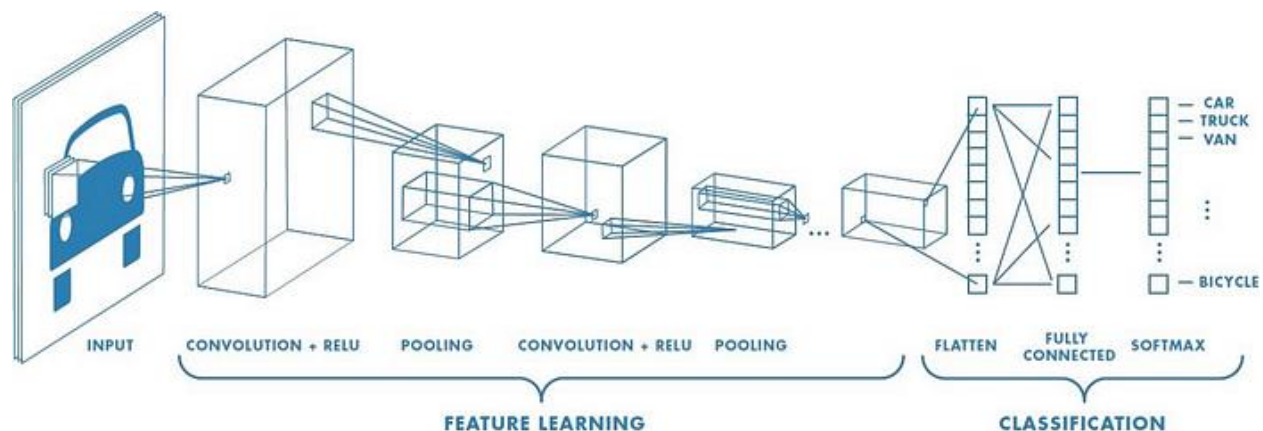 CAR
TRUCK
VAN
BICYCLE
INPUT
CONVOLUTION + RELU
POOLING
CONVOLUTION + RELU
POOLING
FLATTEN
FULLY
CONNECTED
SOFTMAX
FEATURE LEARNING
CLASSIFICATION